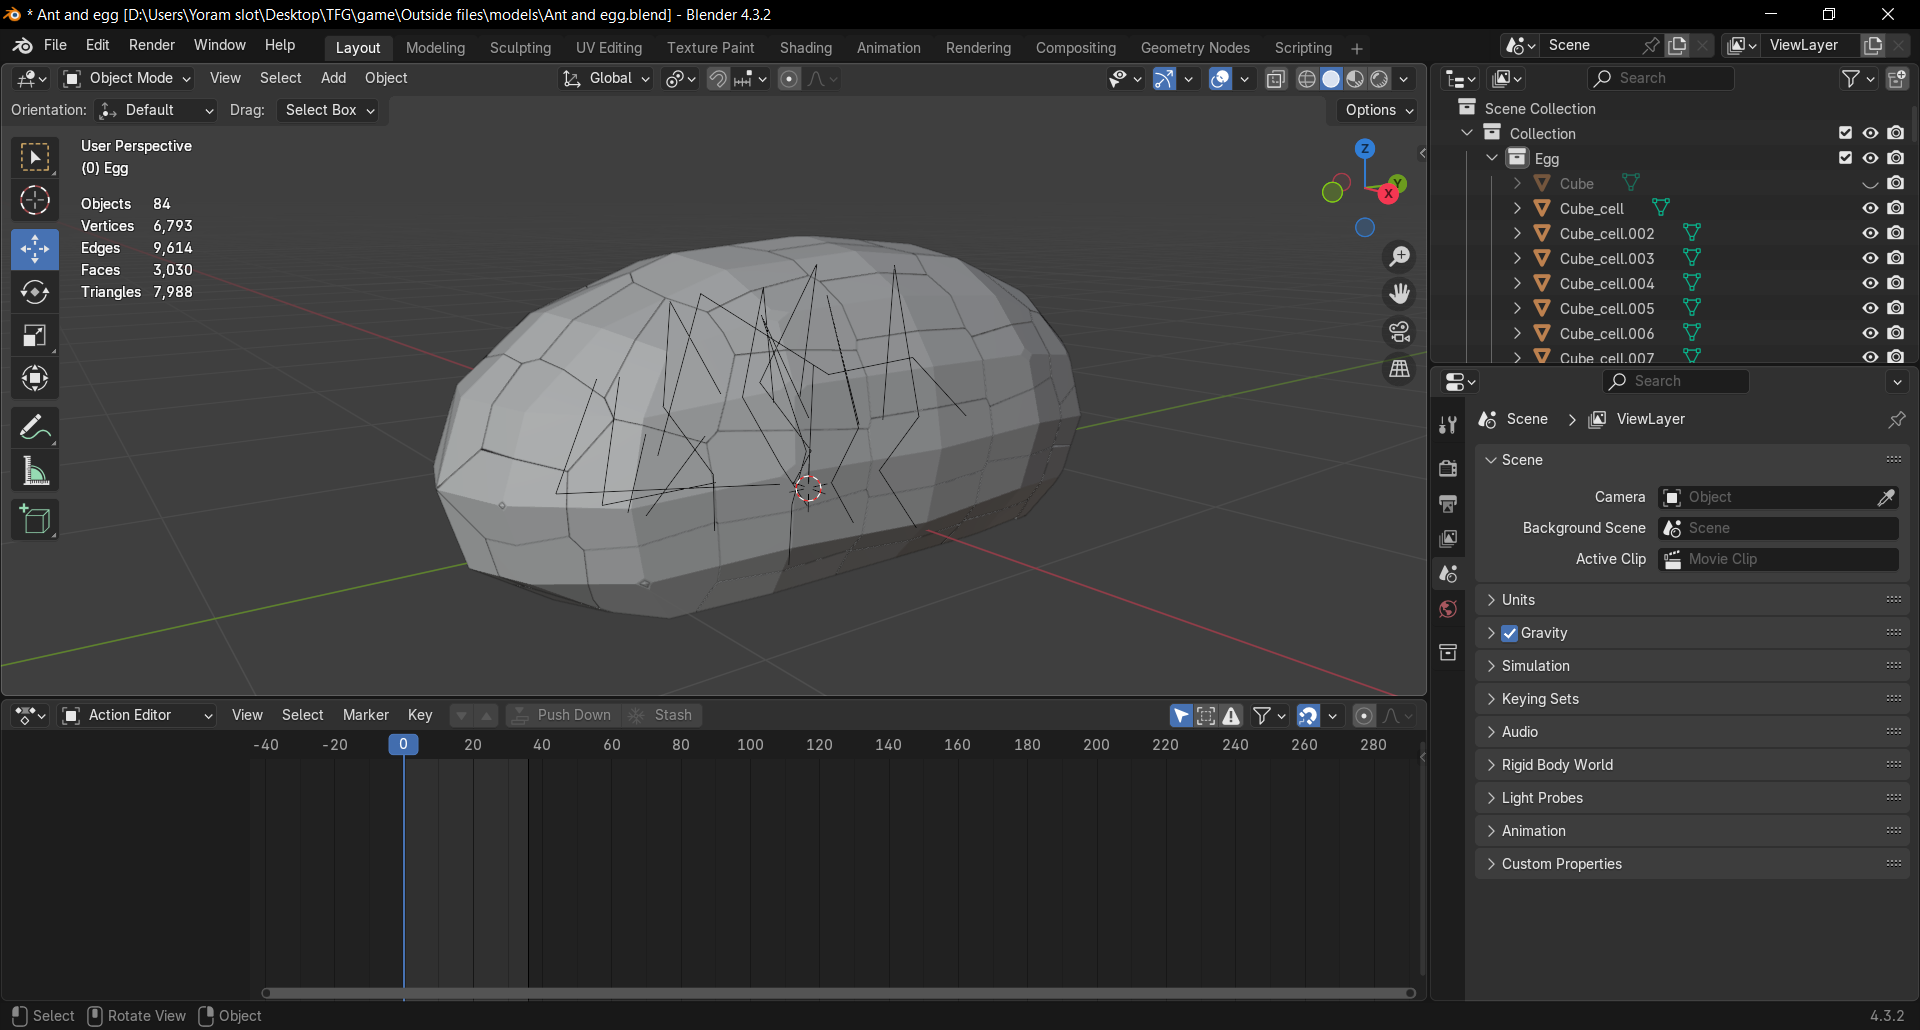 * Ant and egg [D:\Users\Yoram slot\Desktop\TFG\game\Outside files\models\Ant and egg.blend] - Blender 4.3.2
File Edit Render Window Help Layout Modeling Sculpting UV Editing Texture Paint Shading Animation Rendering Compositing Geometry Nodes Scripting + Scene ViewLayer
Object Mode View Select Add Object Global
Orientation: Default Drag: Select Box Options
User Perspective
(0) Egg
Objects 84
Vertices 6,793
Edges 9,614
Faces 3,030
Triangles 7,988
Z
Y
X
Search
Scene Collection
Collection
Egg
Cube
Cube_cell
Cube_cell.002
Cube_cell.003
Cube_cell.004
Cube_cell.005
Cube_cell.006
Cube_cell.007
Search
Scene > ViewLayer
Scene
Camera Object
Background Scene Scene
Active Clip Movie Clip
Units
Gravity
Simulation
Keying Sets
Audio
Rigid Body World
Light Probes
Animation
Custom Properties
Action Editor View Select Marker Key Push Down Stash
-40 -20 0 20 40 60 80 100 120 140 160 180 200 220 240 260 280
Select Rotate View Object 4.3.2